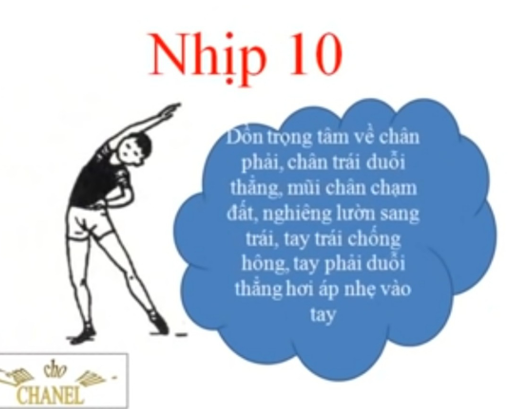 Nhịp 10
Dồn trọng tâm về chân
phải, chân trái duỗi
thẳng, mũi chân chạm
đất, nghiêng lườn sang
trái, tay trái chống
hông, tay phải duỗi
thẳng hơi áp nhẹ vào
tay
cho
CHANEL